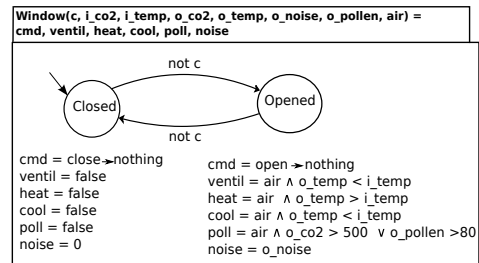 Window(c, i_co2, i_temp, o_co2, o_temp, o_noise, o_pollen, air) =
cmd, ventil, heat, cool, poll, noise
not c
Closed
Opened
not c
cmd = close➛nothing
ventil = false
heat = false
cool = false
poll = false
noise = 0
cmd = open ➛nothing
ventil = air ∧ o_temp < i_temp
heat = air ∧ o_temp > i_temp
cool = air ∧ o_temp < i_temp
poll = air ∧ o_co2 > 500 ∨ o_pollen >80
noise = o_noise